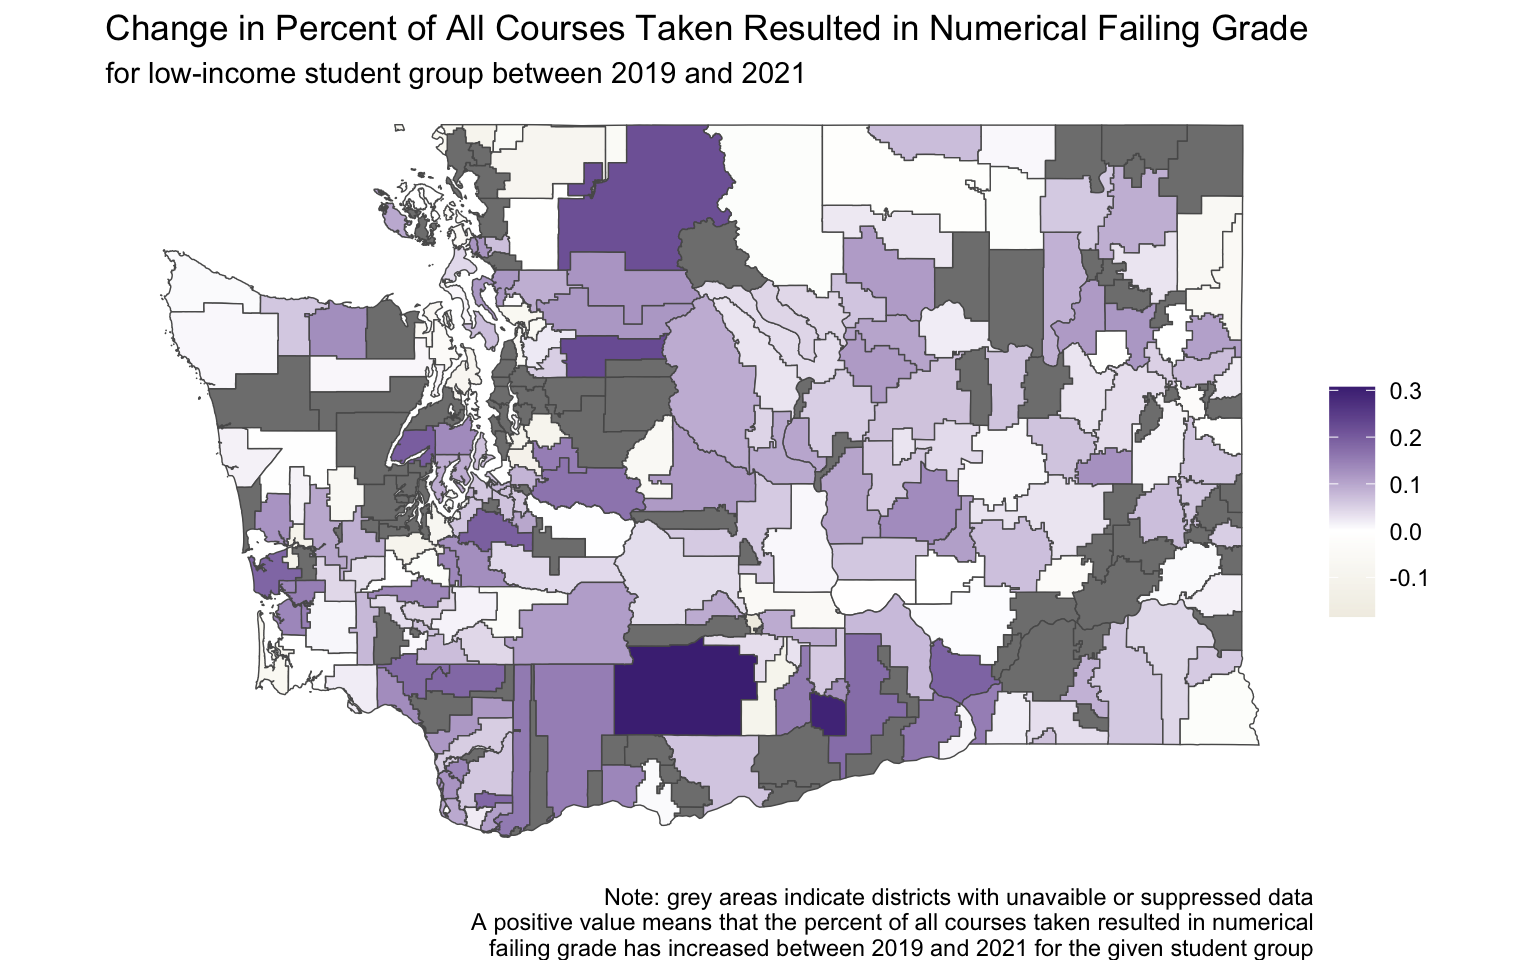 Change in Percent of All Courses Taken Resulted in Numerical Failing Grade
for low-income student group between 2019 and 2021
0.3
0.2
0.1
0.0
-0.1
Note: grey areas indicate districts with unavaible or suppressed data
A positive value means that the percent of all courses taken resulted in numerical
failing grade has increased between 2019 and 2021 for the given student group